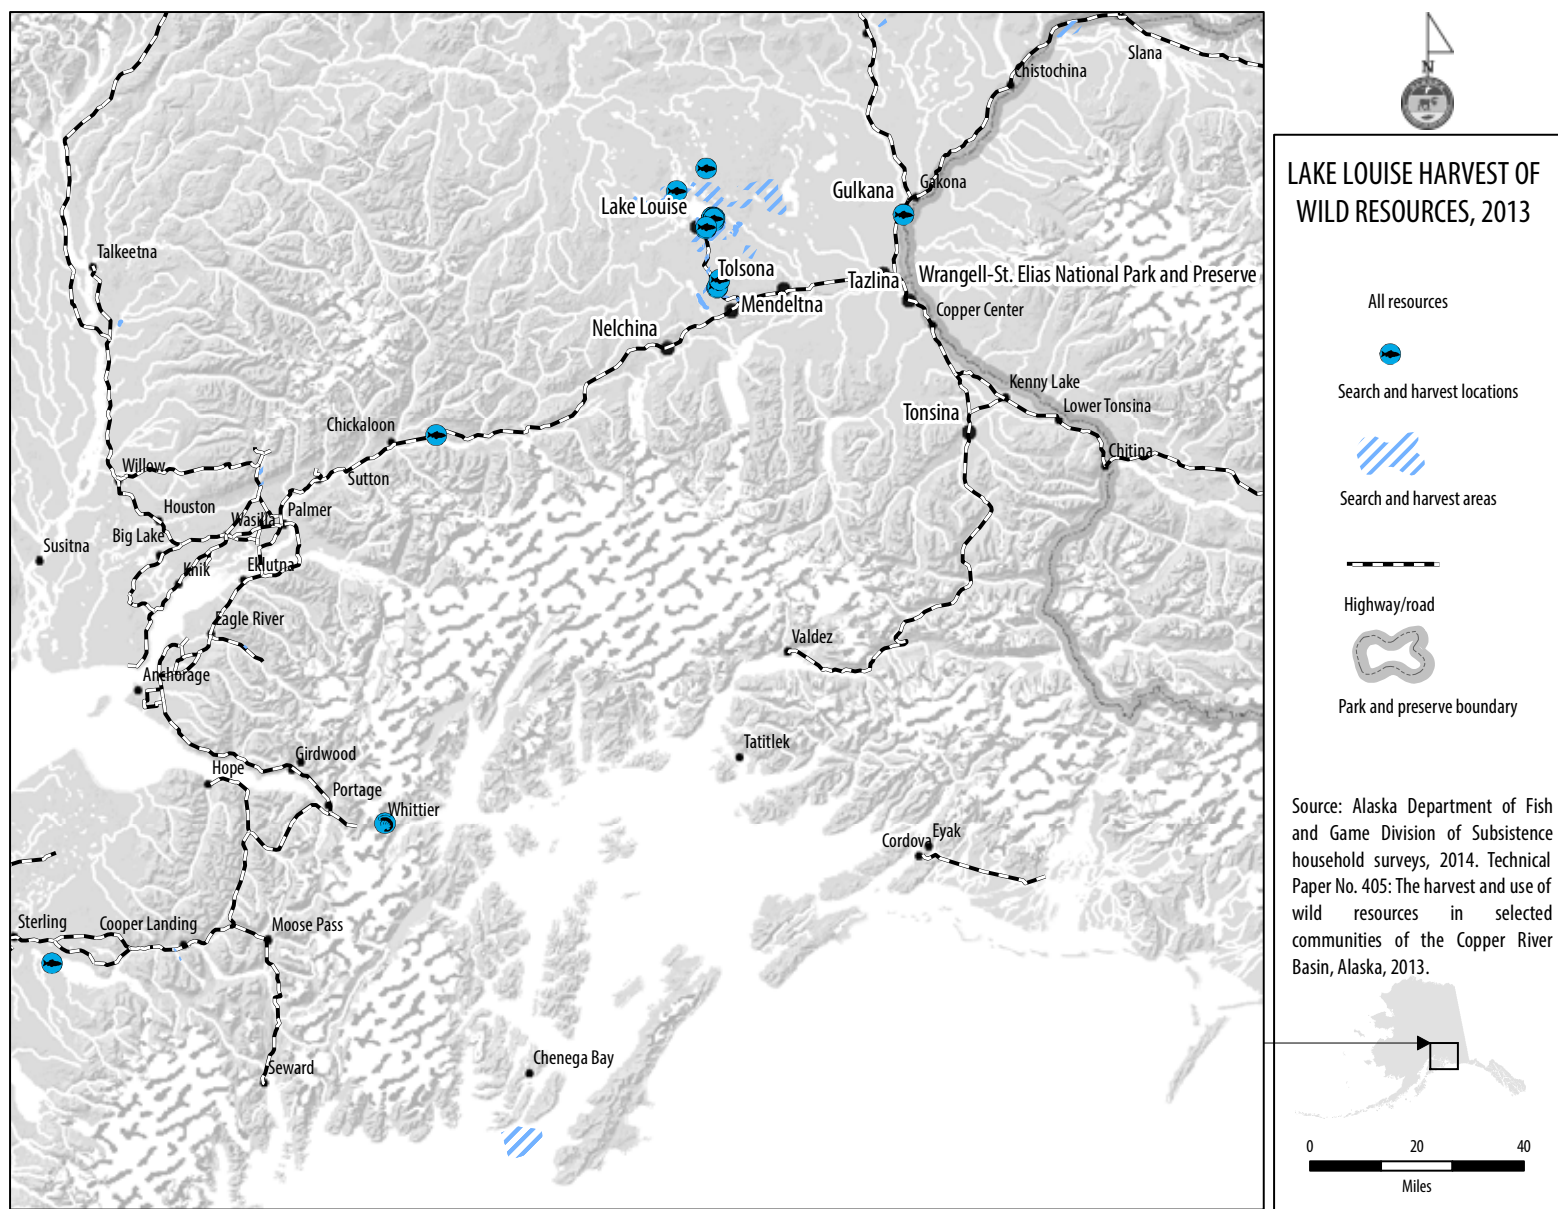 Slana
Chistochina
Gakona
Gulkana
Lake Louise
Talkeetna
Tolsona
Tazlina
Wrangell-St. Elias National Park and Preserve
Mendeltna
Copper Center
Nelchina
Kenny Lake
Lower Tonsina
Tonsina
Chickaloon
Chitina
Willow
Sutton
Houston
Palmer
Wasilla
Big Lake
Susitna
Knik
Eklutna
Eagle River
Valdez
Anchorage
Tatitlek
Girdwood
Hope
Portage
Whittier
Eyak
Cordova
Sterling
Cooper Landing
Moose Pass
Chenega Bay
Seward
N
LAKE LOUISE HARVEST OF
WILD RESOURCES, 2013
All resources
Search and harvest locations
Search and harvest areas
Highway/road
Park and preserve boundary
Source: Alaska Department of Fish
and Game Division of Subsistence
household surveys, 2014. Technical
Paper No. 405: The harvest and use of
wild resources in selected
communities of the Copper River
Basin, Alaska, 2013.
0 20 40
Miles